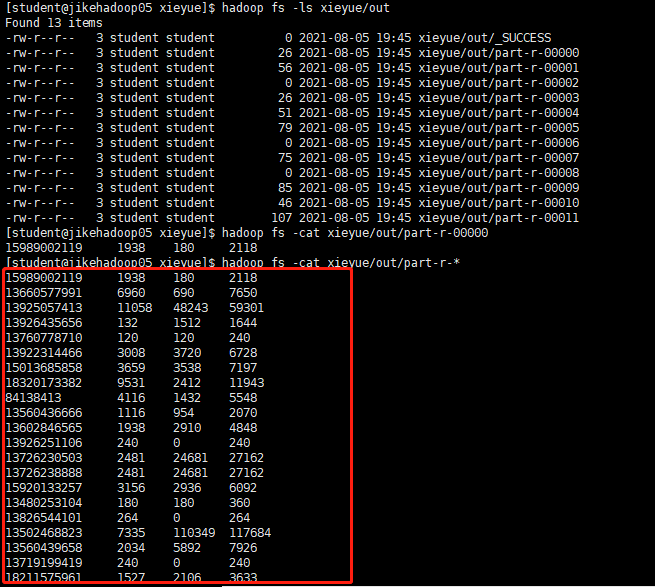 [student@jikehadoop05 xieyue]$ hadoop fs -ls xieyue/out
Found 13 items
-rw-r--r--   3 student student          0 2021-08-05 19:45 xieyue/out/_SUCCESS
-rw-r--r--   3 student student         26 2021-08-05 19:45 xieyue/out/part-r-00000
-rw-r--r--   3 student student         56 2021-08-05 19:45 xieyue/out/part-r-00001
-rw-r--r--   3 student student          0 2021-08-05 19:45 xieyue/out/part-r-00002
-rw-r--r--   3 student student         26 2021-08-05 19:45 xieyue/out/part-r-00003
-rw-r--r--   3 student student         51 2021-08-05 19:45 xieyue/out/part-r-00004
-rw-r--r--   3 student student         79 2021-08-05 19:45 xieyue/out/part-r-00005
-rw-r--r--   3 student student          0 2021-08-05 19:45 xieyue/out/part-r-00006
-rw-r--r--   3 student student         75 2021-08-05 19:45 xieyue/out/part-r-00007
-rw-r--r--   3 student student          0 2021-08-05 19:45 xieyue/out/part-r-00008
-rw-r--r--   3 student student         85 2021-08-05 19:45 xieyue/out/part-r-00009
-rw-r--r--   3 student student         46 2021-08-05 19:45 xieyue/out/part-r-00010
-rw-r--r--   3 student student        107 2021-08-05 19:45 xieyue/out/part-r-00011
[student@jikehadoop05 xieyue]$ hadoop fs -cat xieyue/out/part-r-00000
15989002119     1938    180     2118
[student@jikehadoop05 xieyue]$ hadoop fs -cat xieyue/out/part-r-*
15989002119     1938    180     2118
13660577991     6960    690     7650
13925057413     11058   48243   59301
13926435656     132     1512    1644
13760778710     120     120     240
13922314466     3008    3720    6728
15013685858     3659    3538    7197
18320173382     9531    2412    11943
84138413        4116    1432    5548
13560436666     1116    954     2070
13602846565     1938    2910    4848
13926251106     240     0       240
13726230503     2481    24681   27162
13726238888     2481    24681   27162
15920133257     3156    2936    6092
13480253104     180     180     360
13826544101     264     0       264
13502468823     7335    110349  117684
13560439658     2034    5892    7926
13719199419     240     0       240
18211575961     1527    2106    3633